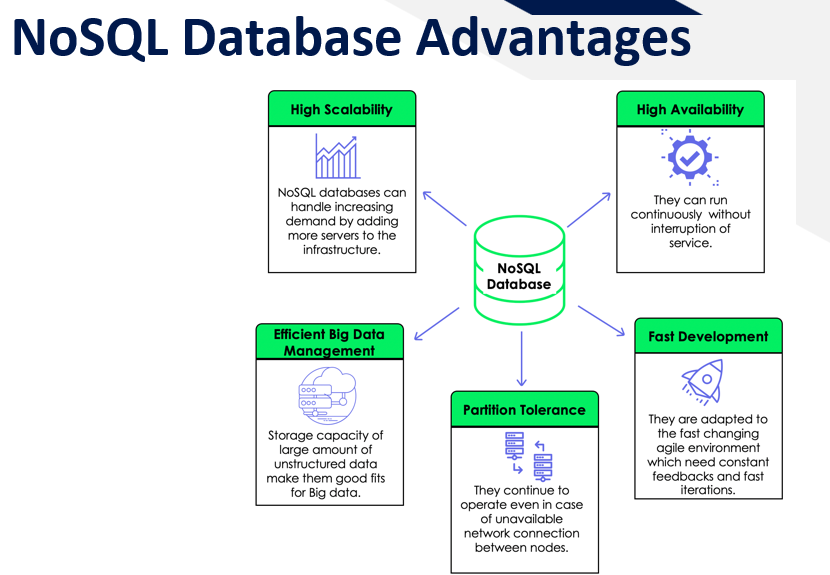 NoSQL Database Advantages
High Scalability
NoSQL databases can
handle increasing
demand by adding
more servers to the
infrastructure.
High Availability
They can run
continuously without
interruption of
service.
NoSQL
Database
Efficient Big Data
Management
Storage capacity of
large amount of
unstructured data
make them good fits
for Big data.
Partition Tolerance
They continue to
operate even in case
of unavailable
network connection
between nodes.
Fast Development
They are adapted to
the fast changing
agile environment
which need constant
feedbacks and fast
iterations.